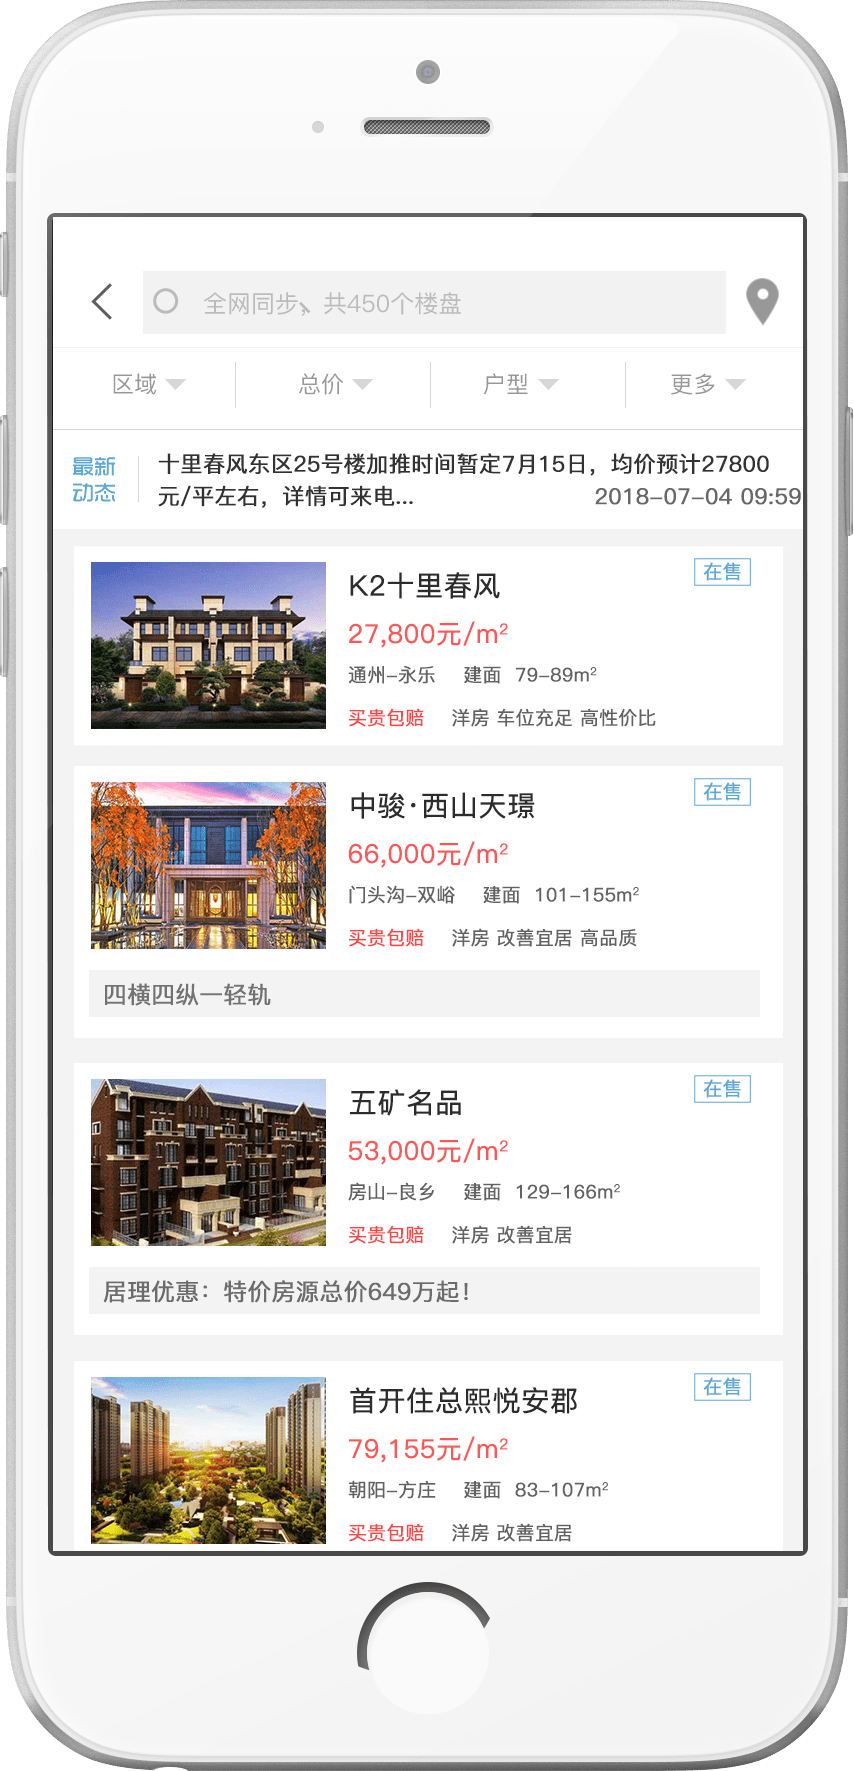 全网同步、共450个楼盘
区域 总价 户型 更多
最新
动态
十里春风东区25号楼加推时间暂定7月15日，均价预计27800
元/平左右，详情可来电... 2018-07-04 09:59
K2十里春风 在售
27,800元/m²
通州-永乐 建面 79-89m²
买贵包赔 洋房 车位充足 高性价比
中骏·西山天璟 在售
66,000元/m²
门头沟-双峪 建面 101-155m²
买贵包赔 洋房 改善宜居 高品质
四横四纵一轻轨
五矿名品 在售
53,000元/m²
房山-良乡 建面 129-166m²
买贵包赔 洋房 改善宜居
居理优惠：特价房源总价649万起！
首开住总熙悦安郡 在售
79,155元/m²
朝阳-方庄 建面 83-107m²
买贵包赔 洋房 改善宜居